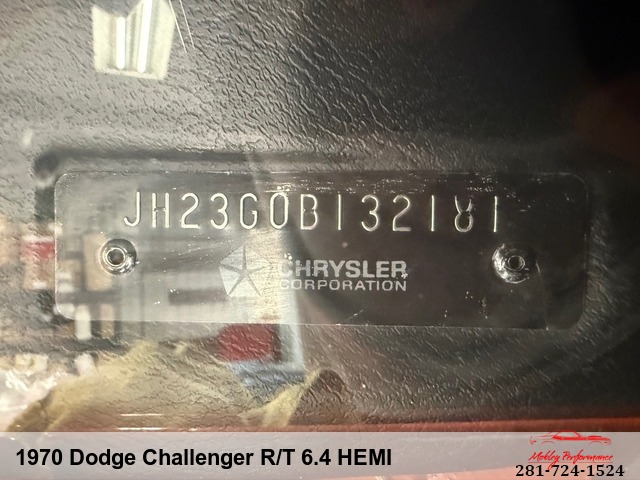 JH23G0B132181
CHRYSLER
CORPORATION
1970 Dodge Challenger R/T 6.4 HEMI
Mobley Performance
281-724-1524